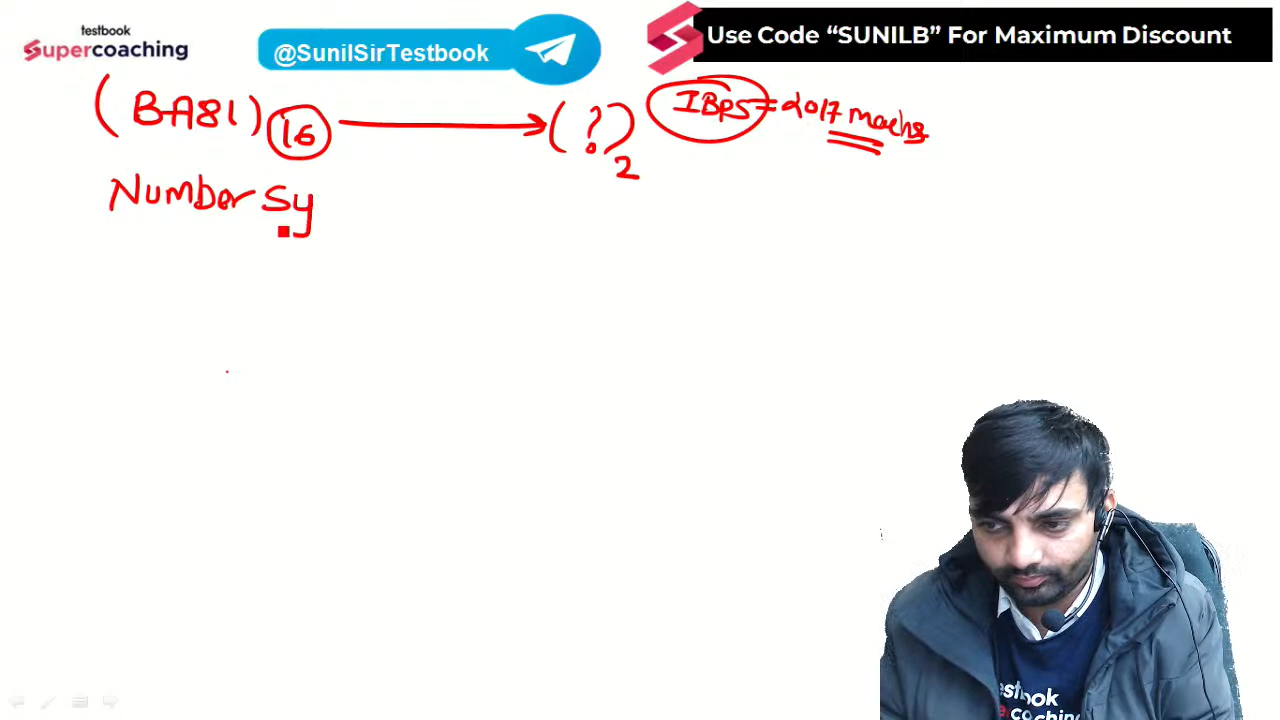 testbook
Supercoaching
@SunilSirTestbook
Use Code “SUNILB” For Maximum Discount
(BA81)16 → (?)2 IBPS = 2017 mains
Number Sy
testbook
coaching